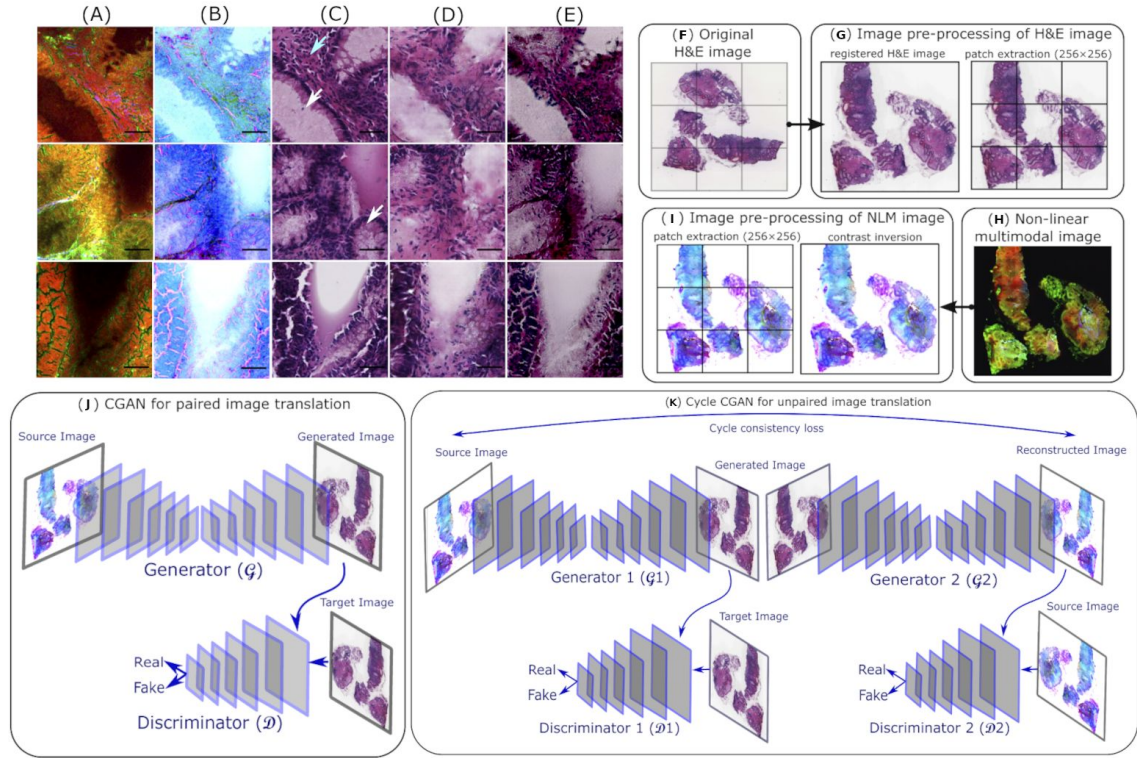 (A)
(B)
(C)
(D)
(E)
(F) Original
H&E image
(G) Image pre-processing of H&E image
registered H&E image
patch extraction (256×256)
(I) Image pre-processing of NLM image
patch extraction (256×256)
contrast inversion
(H) Non-linear
multimodal image
(J) CGAN for paired image translation
Source Image
Generated Image
Generator (𝒢)
Target Image
Real
Fake
Discriminator (𝒟)
(K) Cycle CGAN for unpaired image translation
Cycle consistency loss
Source Image
Generated Image
Reconstructed Image
Generator 1 (𝒢1)
Generator 2 (𝒢2)
Target Image
Source Image
Real
Fake
Real
Fake
Discriminator 1 (𝒟1)
Discriminator 2 (𝒟2)